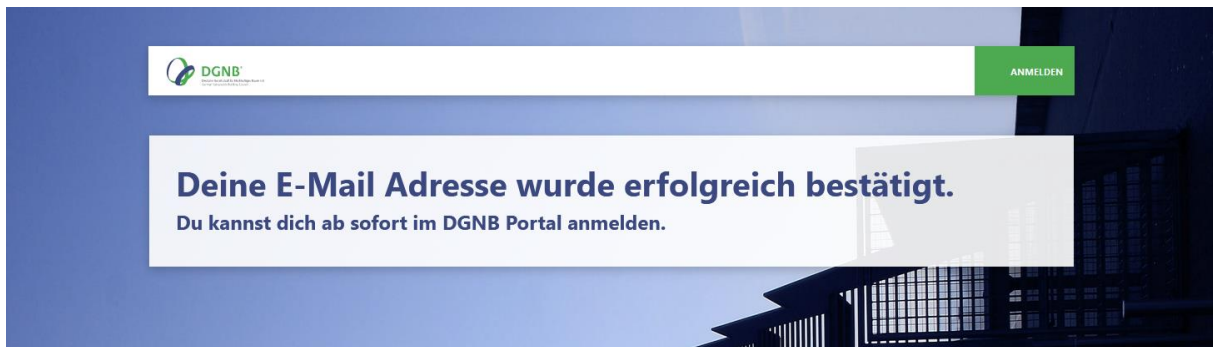 DGNB
ANMELDEN
Deine E-Mail Adresse wurde erfolgreich bestätigt.
Du kannst dich ab sofort im DGNB Portal anmelden.